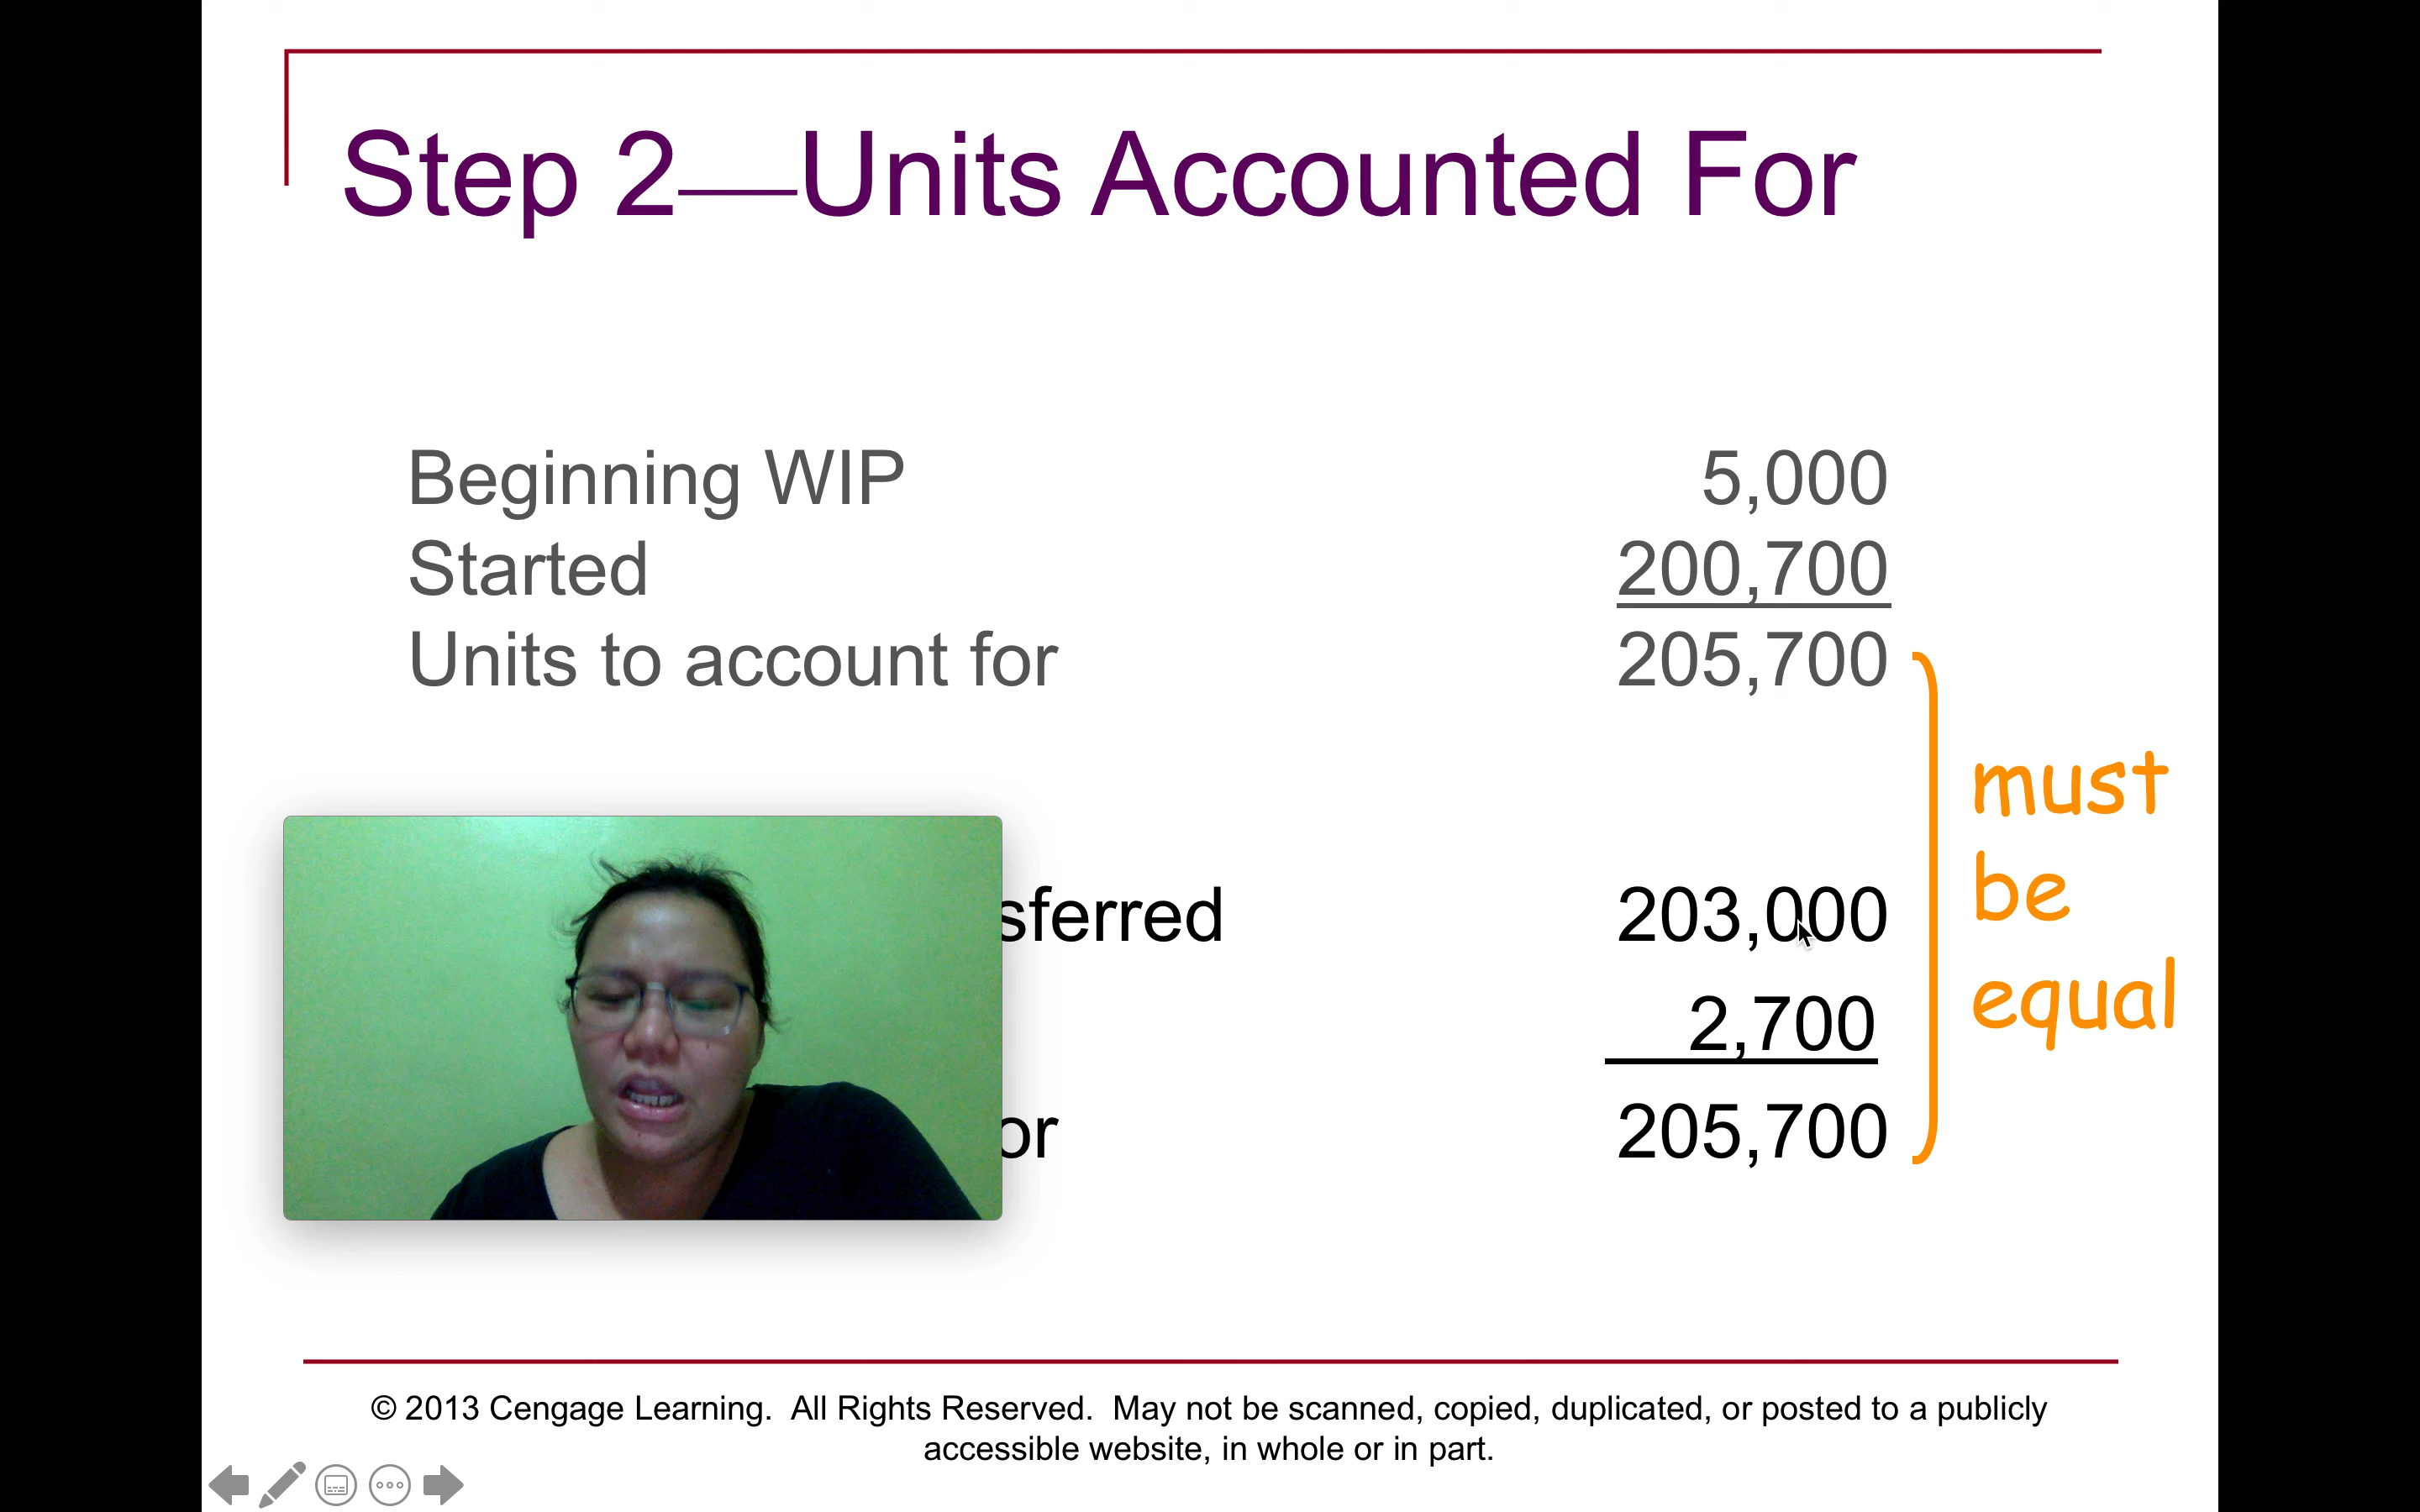 Step 2—Units Accounted For
Beginning WIP 5,000
Started 200,700
Units to account for 205,700
sferred 203,000
2,700
or 205,700
must
be
equal
© 2013 Cengage Learning. All Rights Reserved. May not be scanned, copied, duplicated, or posted to a publicly
accessible website, in whole or in part.